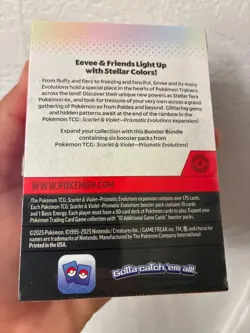 Eevee & Friends Light Up
with Stellar Colors!
From fluffy and fiery to freezing and fanciful, Eevee and its many
Evolutions hold a special place in the hearts of Pokémon Trainers
across the land! Discover their unique new powers as Stellar Tera
Pokémon ex, and look for treasure of your very own across a grand
gathering of Pokémon ex from Paldea and beyond. Glittering gems
and hidden patterns await at the end of the rainbow in the
Pokémon TCG: Scarlet & Violet—Prismatic Evolutions expansion!
Expand your collection with this Booster Bundle
containing six booster packs from
Pokémon TCG: Scarlet & Violet—Prismatic Evolutions!
WWW.POKEMON.COM
The Pokémon TCG: Scarlet & Violet—Prismatic Evolutions expansion contains over 175 cards.
Each Pokémon TCG: Scarlet & Violet—Prismatic Evolutions booster pack contains 10 cards
and 1 Basic Energy. Each player must have a 60-card deck of Pokémon cards to play. Expand your
Pokémon Trading Card Game collection with "10 Additional Game Cards" booster packs.
©2025 Pokémon. ©1995–2025 Nintendo / Creatures Inc. / GAME FREAK inc. TM, ®, and character
names are trademarks of Nintendo. Manufactured by The Pokémon Company International
Printed in the USA.
Gotta catch 'em all!